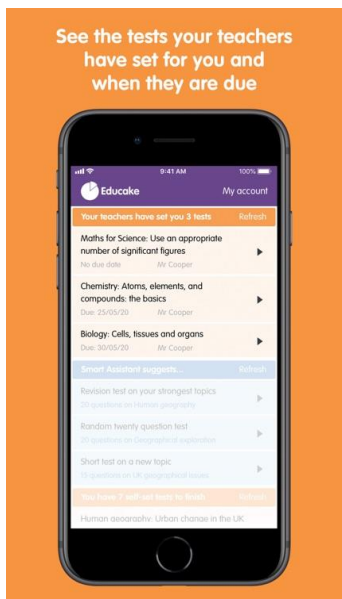 See the tests your teachers
have set for you and
when they are due
9:41 AM 100%
Educake My account
Your teachers have set you 3 tests Refresh
Maths for Science: Use an appropriate
number of significant figures
No due date Mr Cooper
Chemistry: Atoms, elements, and
compounds: the basics
Due: 25/05/20 Mr Cooper
Biology: Cells, tissues and organs
Due: 30/05/20 Mr Cooper
Smart Assistant suggests... Refresh
Revision test on your strongest topics
20 questions on Human geography
Random twenty question test
20 questions on Geographical exploration
Short test on a new topic
15 questions on UK geographical issues
You have 7 self-set tests to finish Refresh
Human geography: Urban change in the UK